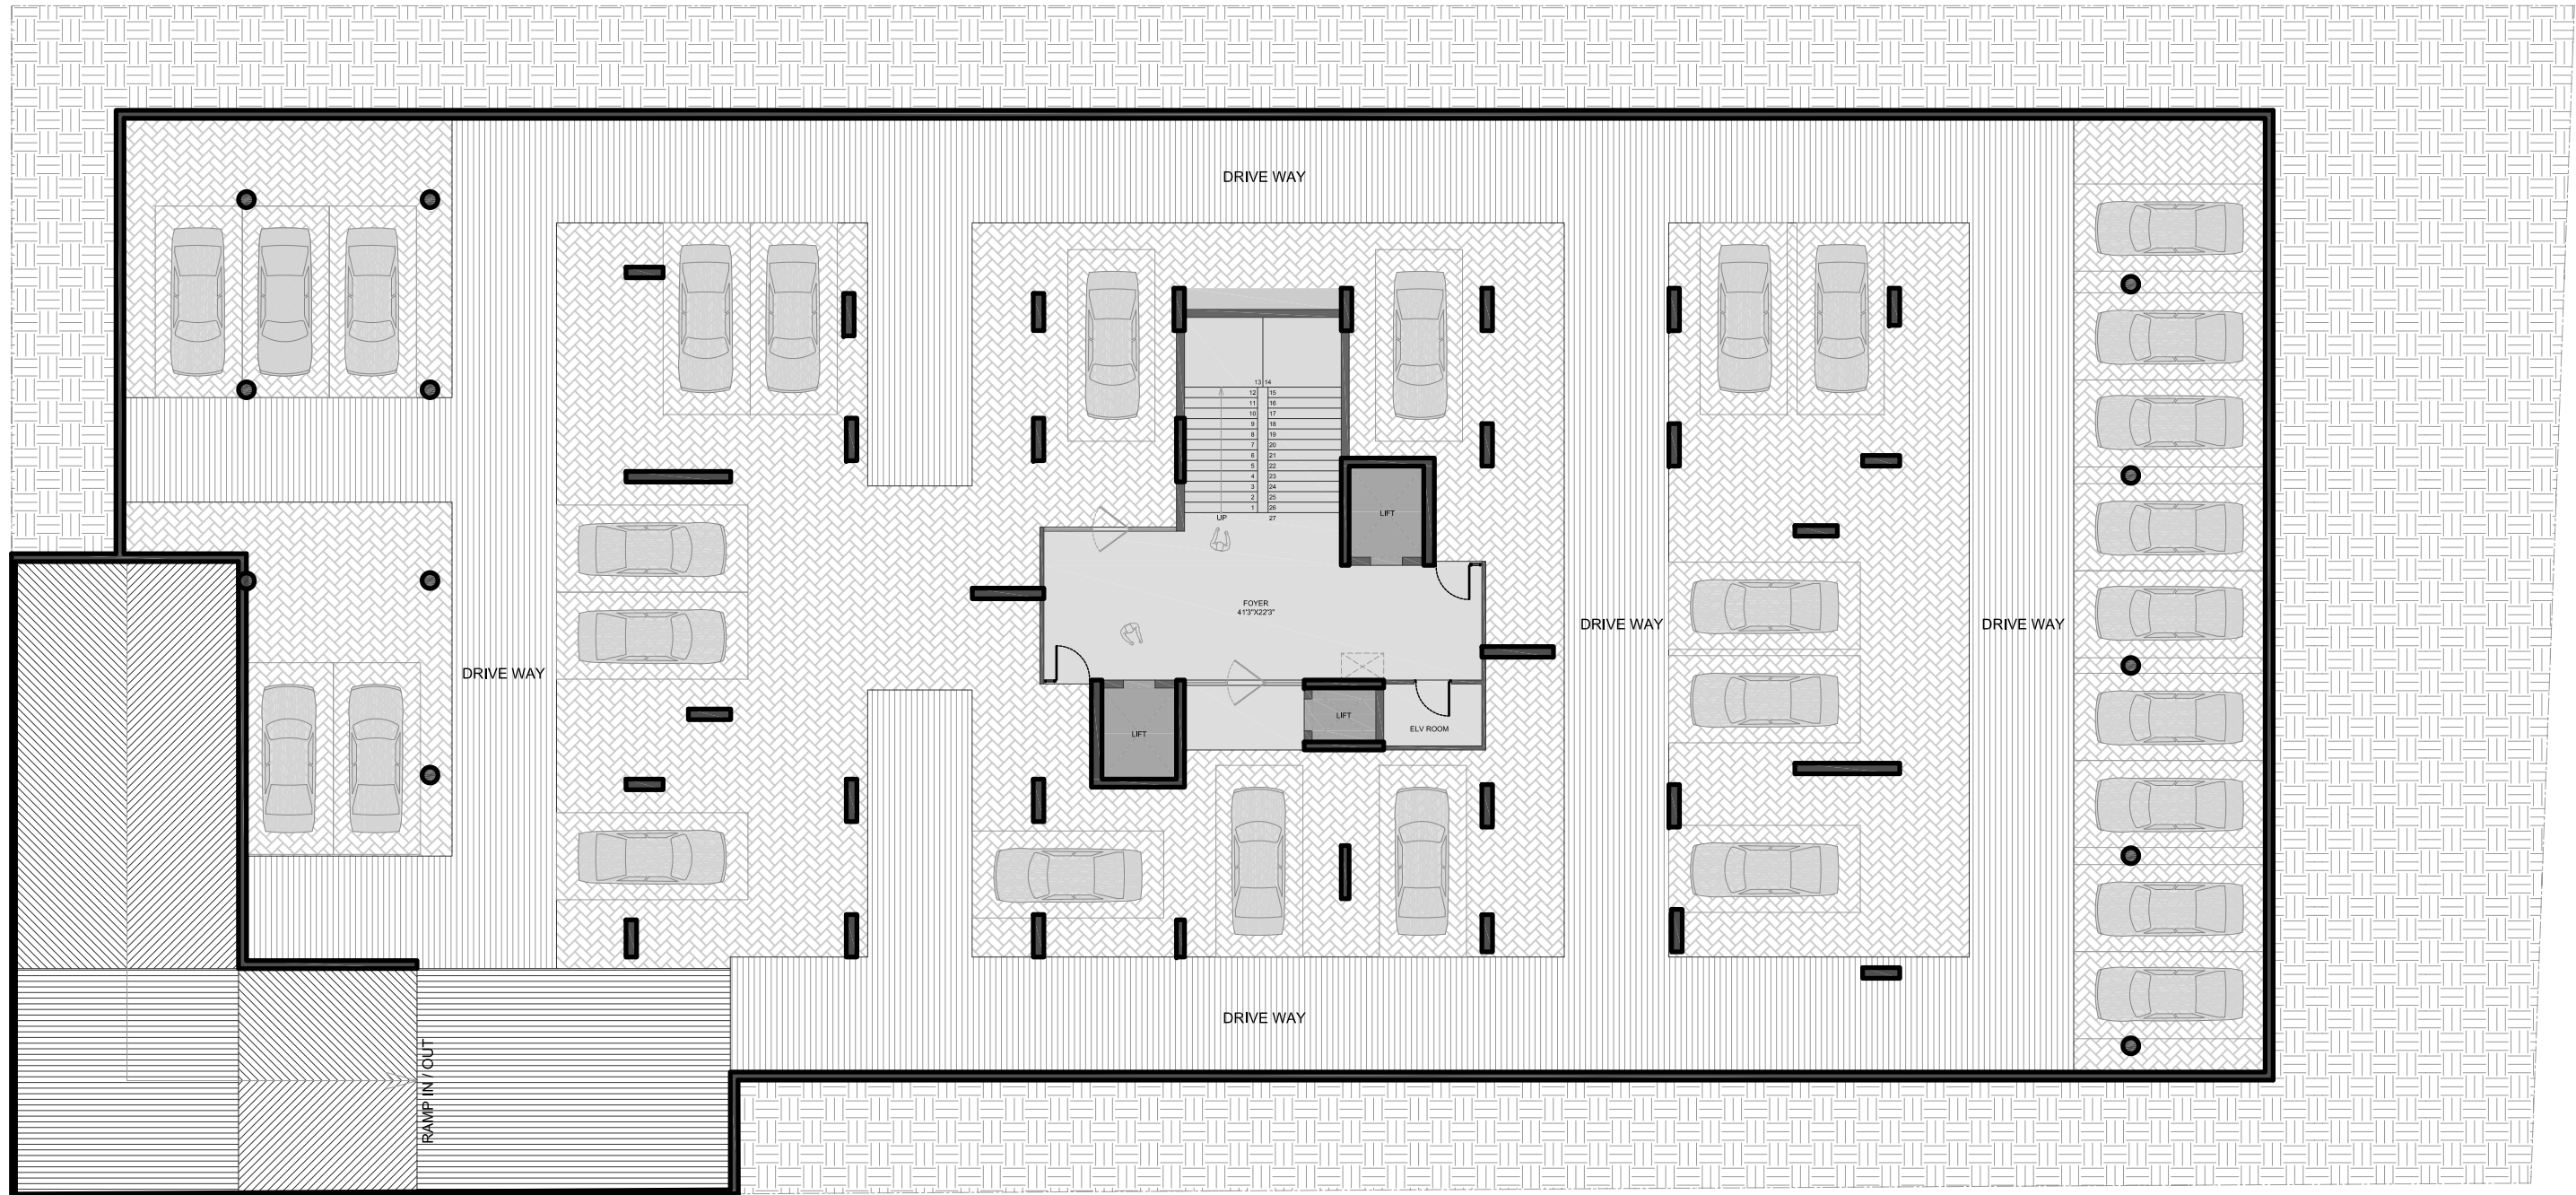 DRIVE WAY
13 14
12 15
11 16
10 17
9 18
8 19
7 20
6 21
5 22
4 23
3 24
2 25
1 26
UP 27
LIFT
FOYER
41'3"X22'3"
DRIVE WAY
DRIVE WAY
DRIVE WAY
LIFT
ELV ROOM
LIFT
DRIVE WAY
RAMP IN / OUT